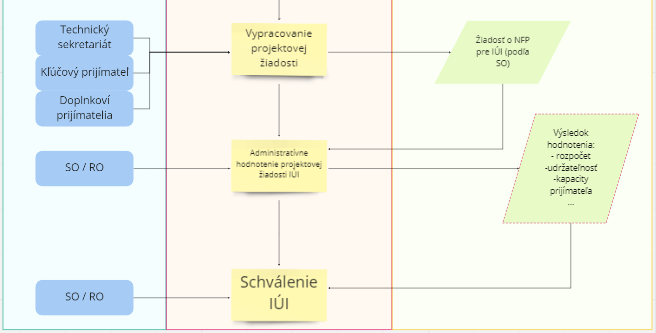 Technický
sekretariát
Kľúčový prijímateľ
Doplnkoví
prijímatelia
Vypracovanie
projektovej
žiadosti
Žiadosť o NFP
pre IÚI (podľa
SO)
SO / RO
Administratívne
hodnotenie projektovej
žiadosti IÚI
Výsledok
hodnotenia:
- rozpočet
-udržateľnosť
-kapacity
prijímateľa
...
SO / RO
Schválenie
IÚI